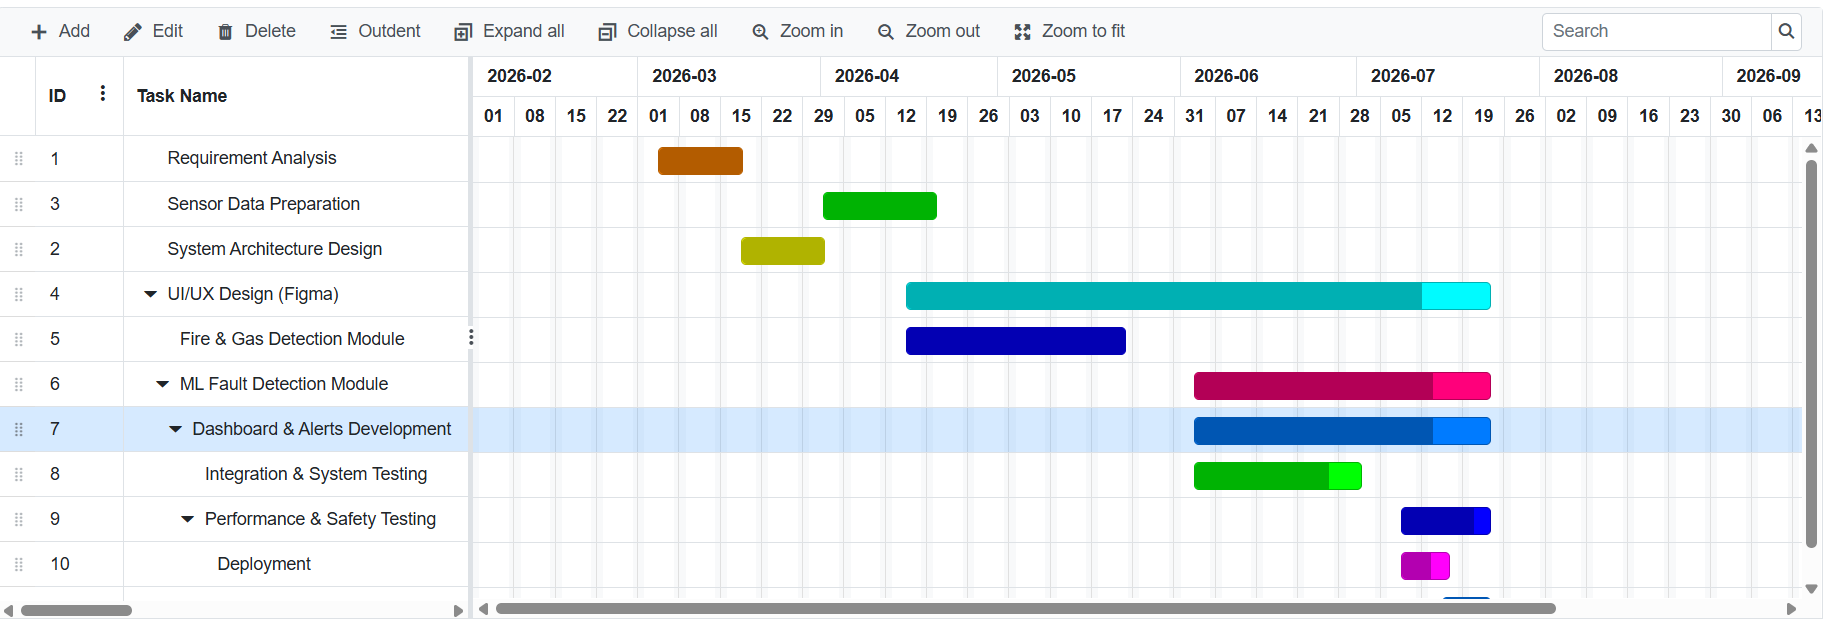 Add Edit Delete Outdent Expand all Collapse all Zoom in Zoom out Zoom to fit Search
ID Task Name
2026-02 2026-03 2026-04 2026-05 2026-06 2026-07 2026-08 2026-09
01 08 15 22 01 08 15 22 29 05 12 19 26 03 10 17 24 31 07 14 21 28 05 12 19 26 02 09 16 23 30 06 13
1 Requirement Analysis
3 Sensor Data Preparation
2 System Architecture Design
4 UI/UX Design (Figma)
5 Fire & Gas Detection Module
6 ML Fault Detection Module
7 Dashboard & Alerts Development
8 Integration & System Testing
9 Performance & Safety Testing
10 Deployment